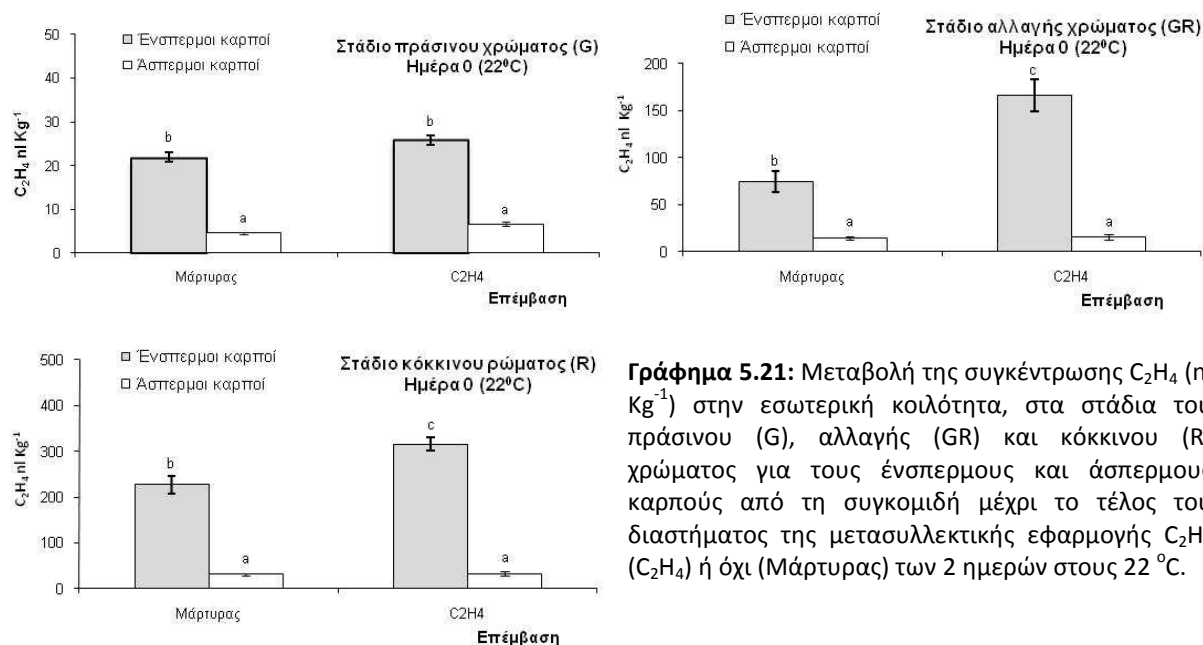 Ένσπερμοι καρποί
Άσπερμοι καρποί
Στάδιο πράσινου χρώματος (G)
Ημέρα 0 (22⁰C)
50
40
30
20
10
0
C₂H₄ nl Kg⁻¹
b
a
b
a
Μάρτυρας
C2H4
Επέμβαση
Ένσπερμοι καρποί
Άσπερμοι καρποί
Στάδιο αλλαγής χρώματος (GR)
Ημέρα 0 (22⁰C)
200
150
100
50
0
C₂H₄ nl Kg⁻¹
b
a
c
a
Μάρτυρας
C2H4
Επέμβαση
Ένσπερμοι καρποί
Άσπερμοι καρποί
Στάδιο κόκκινου ρώματος (R)
Ημέρα 0 (22⁰C)
500
400
300
200
100
0
C₂H₄ nl Kg⁻¹
b
a
c
a
Μάρτυρας
C2H4
Επέμβαση
Γράφημα 5.21: Μεταβολή της συγκέντρωσης C₂H₄ (n
Kg⁻¹) στην εσωτερική κοιλότητα, στα στάδια του
πράσινου (G), αλλαγής (GR) και κόκκινου (R
χρώματος για τους ένσπερμους και άσπερμους
καρπούς από τη συγκομιδή μέχρι το τέλος του
διαστήματος της μετασυλλεκτικής εφαρμογής C₂H
(C₂H₄) ή όχι (Μάρτυρας) των 2 ημερών στους 22 °C.